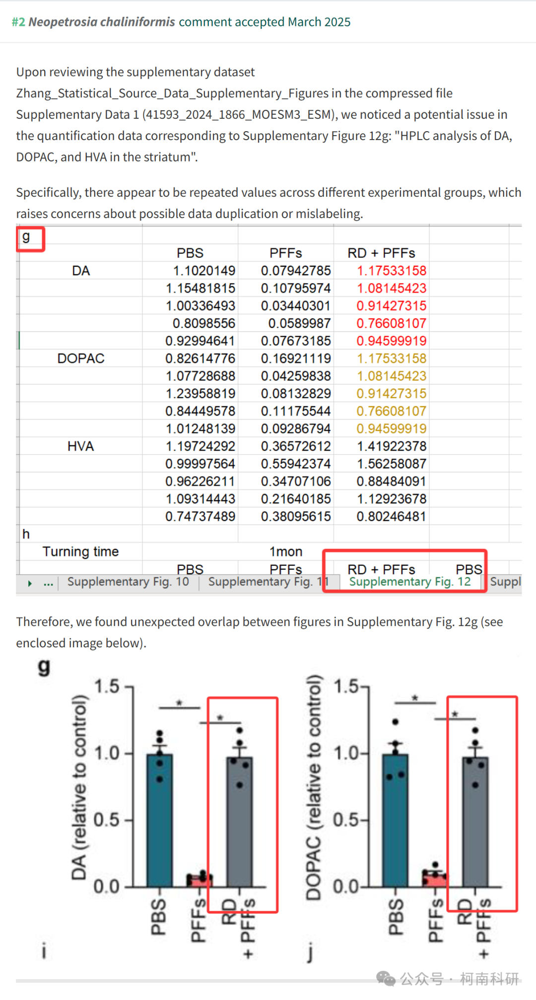 #2 Neopetrosia chaliniformis comment accepted March 2025
Upon reviewing the supplementary dataset
Zhang_Statistical_Source_Data_Supplementary_Figures in the compressed file
Supplementary Data 1 (41593_2024_1866_MOESM3_ESM), we noticed a potential issue in
the quantification data corresponding to Supplementary Figure 12g: "HPLC analysis of DA,
DOPAC, and HVA in the striatum".
Specifically, there appear to be repeated values across different experimental groups, which
raises concerns about possible data duplication or mislabeling.
g
PBS PFFs RD + PFFs
DA 1.1020149 0.07942785 1.17533158
1.15481815 0.10795974 1.08145423
1.00336493 0.03440301 0.91427315
0.8098556 0.0589987 0.76608107
0.92994641 0.07673185 0.94599919
DOPAC 0.82614776 0.16921119 1.17533158
1.07728688 0.04259838 1.08145423
1.23958819 0.08132829 0.91427315
0.84449578 0.11175544 0.76608107
1.01248139 0.09286794 0.94599919
HVA 1.19724292 0.36572612 1.41922378
0.99997564 0.55942374 1.56258087
0.96226211 0.34707106 0.88484091
1.09314443 0.21640185 1.12923678
0.74737489 0.38095615 0.80246481
h
Turning time 1mon
PBS PFFs RD + PFFs PBS
... Supplementary Fig. 10 Supplementary Fig. 11 Supplementary Fig. 12 Suppl
Therefore, we found unexpected overlap between figures in Supplementary Fig. 12g (see
enclosed image below).
g
DA (relative to control)
1.5
1.0
0.5
0.0
*
*
PBS
PFFs
RD
+ PFFs
DOPAC (relative to control)
1.5
1.0
0.5
0.0
*
*
PBS
PFFs
RD
+ PFFs
i
j
公众号 · 柯南科研